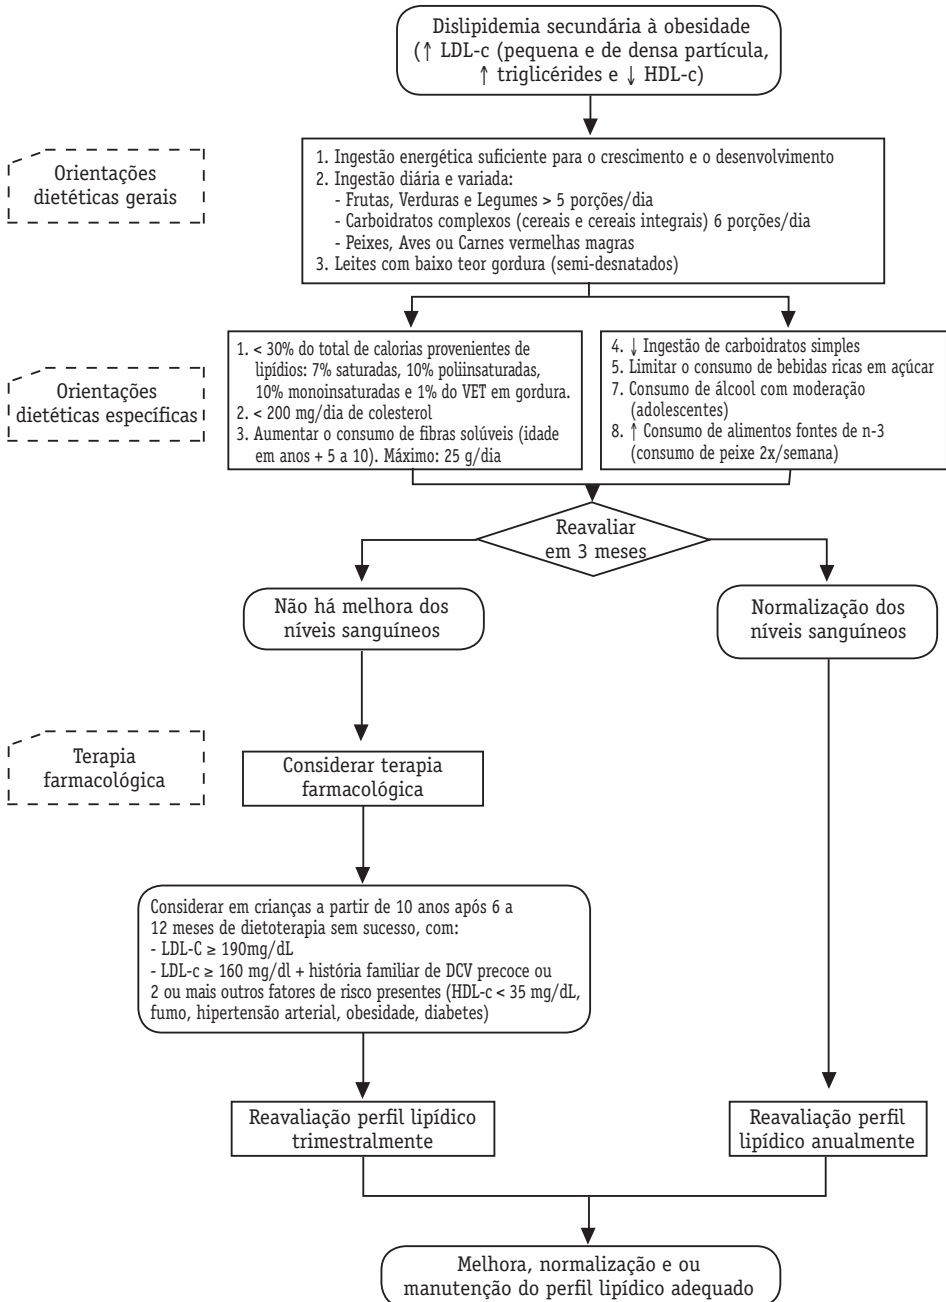 Dislipidemia secundária à obesidade
(↑ LDL-c (pequena e de densa partícula,
↑ triglicérides e ↓ HDL-c)
Orientações
dietéticas gerais
1. Ingestão energética suficiente para o crescimento e o desenvolvimento
2. Ingestão diária e variada:
- Frutas, Verduras e Legumes > 5 porções/dia
- Carboidratos complexos (cereais e cereais integrais) 6 porções/dia
- Peixes, Aves ou Carnes vermelhas magras
3. Leites com baixo teor gordura (semi-desnatados)
Orientações
dietéticas específicas
1. < 30% do total de calorias provenientes de
lipídios: 7% saturadas, 10% poliinsaturadas,
10% monoinsaturadas e 1% do VET em gordura.
2. < 200 mg/dia de colesterol
3. Aumentar o consumo de fibras solúveis (idade
em anos + 5 a 10). Máximo: 25 g/dia
4. ↓ Ingestão de carboidratos simples
5. Limitar o consumo de bebidas ricas em açúcar
7. Consumo de álcool com moderação
(adolescentes)
8. ↑ Consumo de alimentos fontes de n-3
(consumo de peixe 2x/semana)
Reavaliar
em 3 meses
Não há melhora dos
níveis sanguíneos
Normalização dos
níveis sanguíneos
Terapia
farmacológica
Considerar terapia
farmacológica
Considerar em crianças a partir de 10 anos após 6 a
12 meses de dietoterapia sem sucesso, com:
- LDL-C ≥ 190mg/dL
- LDL-c ≥ 160 mg/dl + história familiar de DCV precoce ou
2 ou mais outros fatores de risco presentes (HDL-c < 35 mg/dL,
fumo, hipertensão arterial, obesidade, diabetes)
Reavaliação perfil lipídico
trimestralmente
Reavaliação perfil
lipídico anualmente
Melhora, normalização e ou
manutenção do perfil lipídico adequado